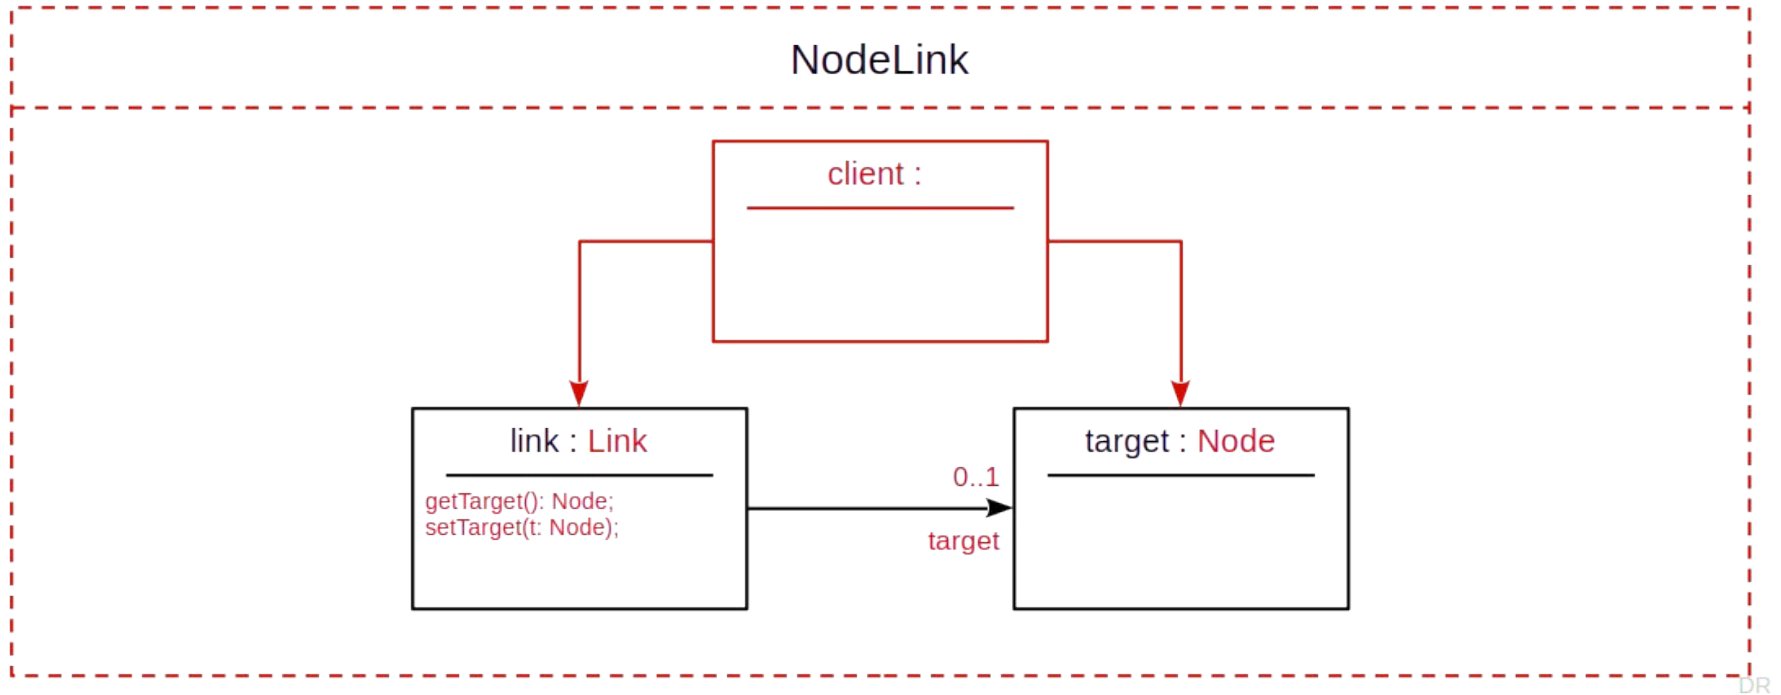 NodeLink
client :
link : Link
target : Node
getTarget(): Node;
setTarget(t: Node);
0..1
target
DR